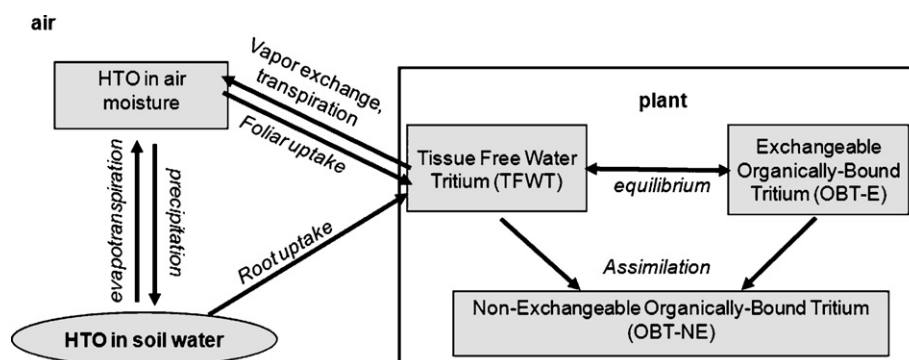 air
HTO in air
moisture
Vapor exchange,
transpiration
Foliar uptake
evapotranspiration
precipitation
Root uptake
HTO in soil water
plant
Tissue Free Water
Tritium (TFWT)
equilibrium
Exchangeable
Organically-Bound
Tritium (OBT-E)
Assimilation
Non-Exchangeable Organically-Bound Tritium
(OBT-NE)